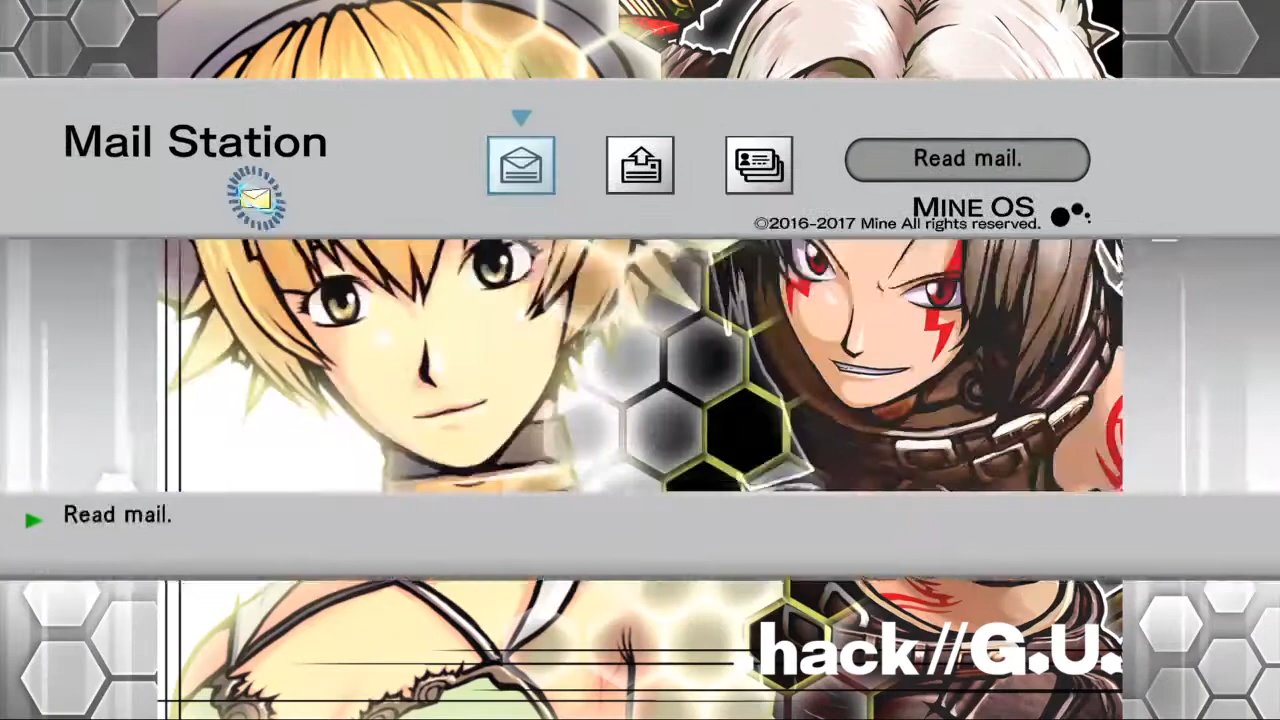 Mail Station
Read mail.
MINE OS
©2016-2017 Mine All rights reserved.
Read mail.
.hack//G.U.